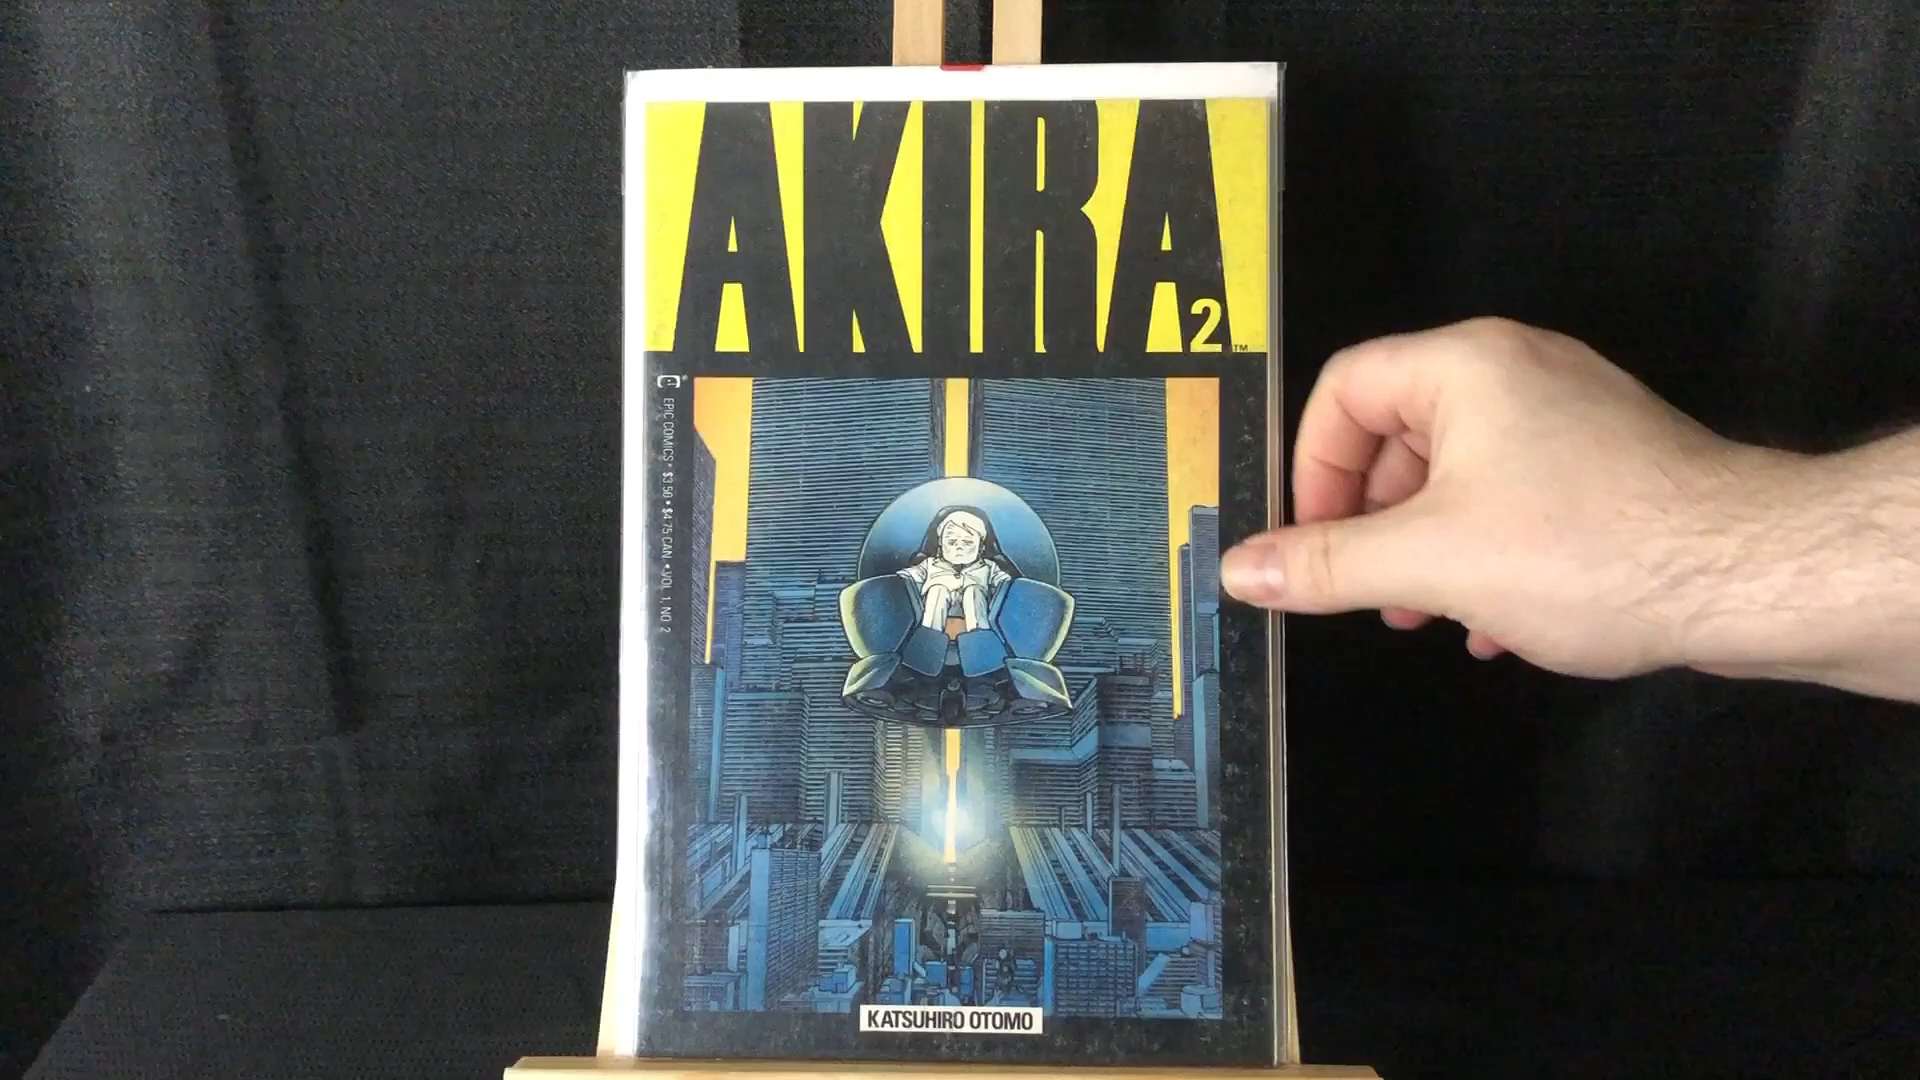 AKIRA
2
TM
EPIC COMICS • $3.50 • $4.75 CAN • VOL. 1, NO. 2
KATSUHIRO OTOMO